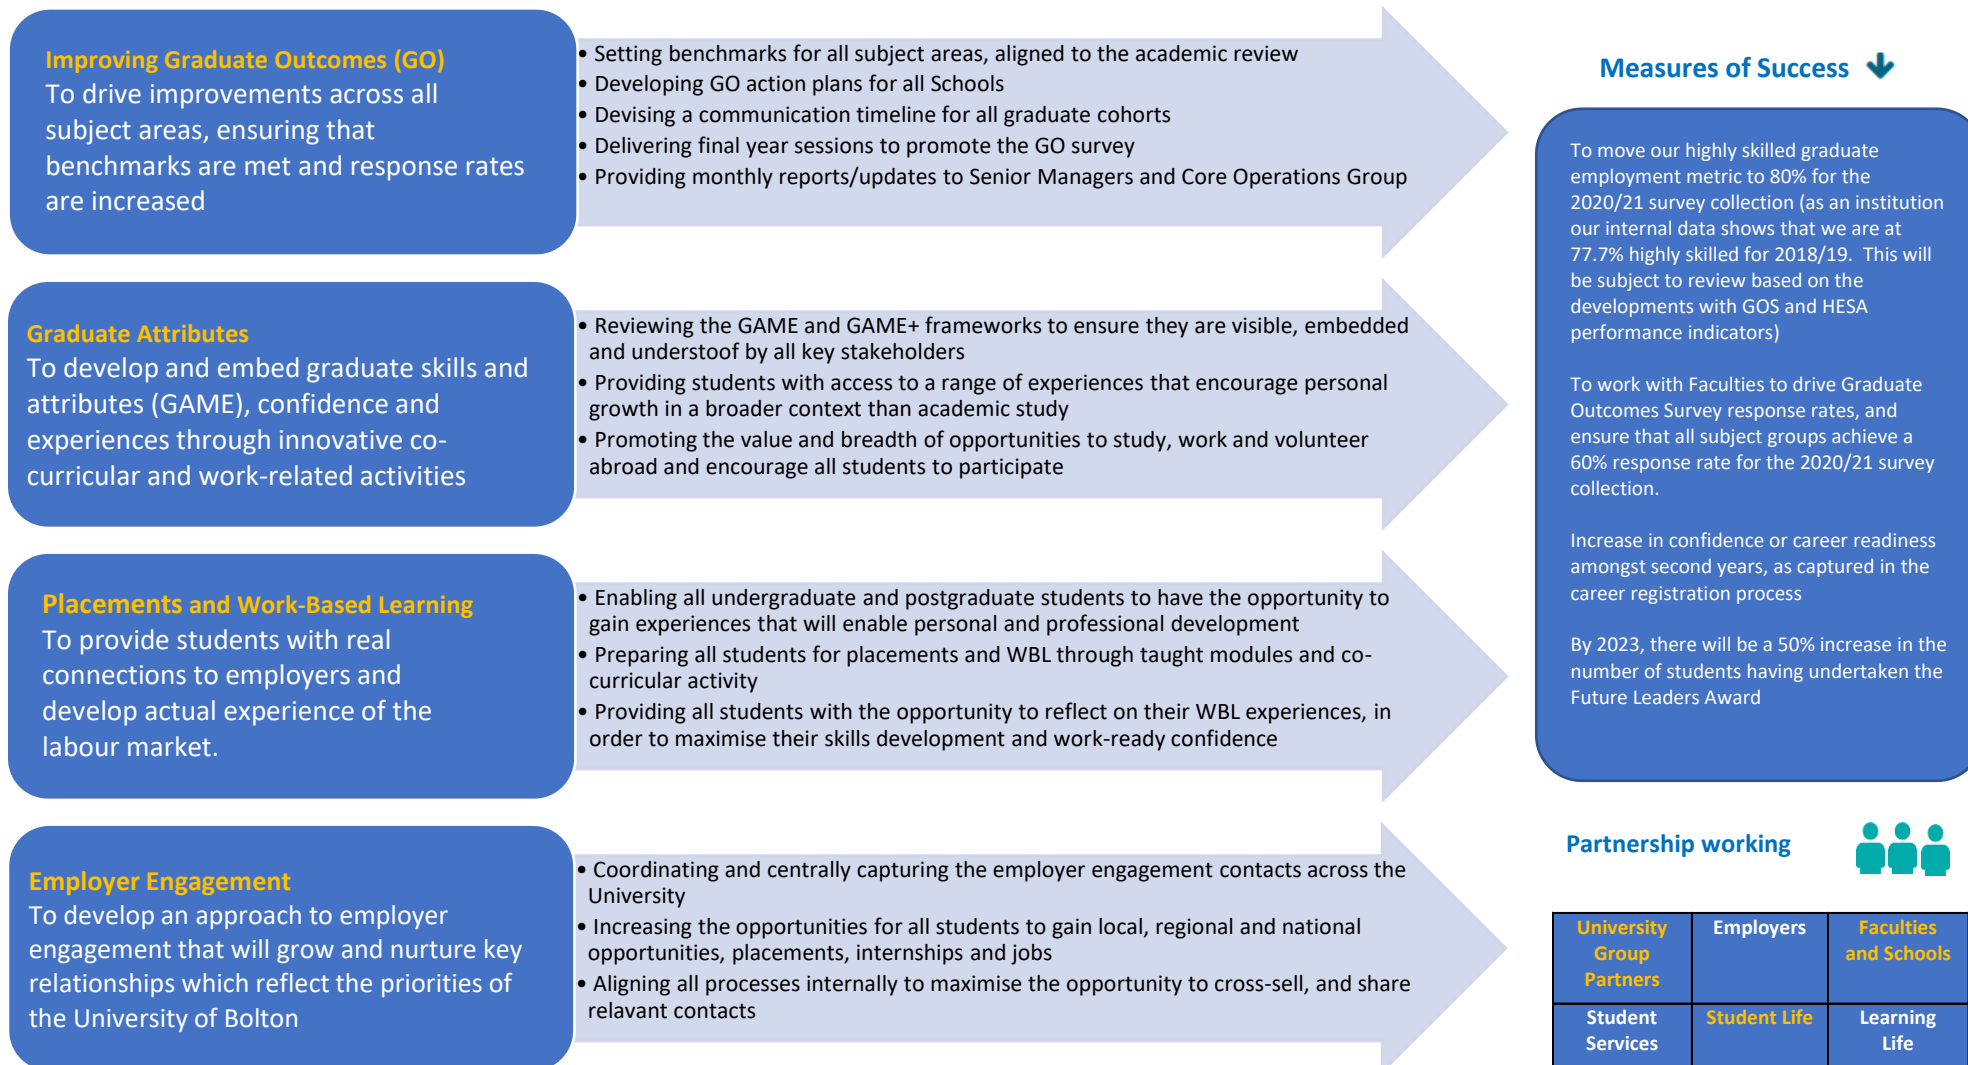 Improving Graduate Outcomes (GO)
To drive improvements across all
subject areas, ensuring that
benchmarks are met and response rates
are increased
• Setting benchmarks for all subject areas, aligned to the academic review
• Developing GO action plans for all Schools
• Devising a communication timeline for all graduate cohorts
• Delivering final year sessions to promote the GO survey
• Providing monthly reports/updates to Senior Managers and Core Operations Group
Graduate Attributes
To develop and embed graduate skills and
attributes (GAME), confidence and
experiences through innovative co-
curricular and work-related activities
• Reviewing the GAME and GAME+ frameworks to ensure they are visible, embedded
and understoof by all key stakeholders
• Providing students with access to a range of experiences that encourage personal
growth in a broader context than academic study
• Promoting the value and breadth of opportunities to study, work and volunteer
abroad and encourage all students to participate
Placements and Work-Based Learning
To provide students with real
connections to employers and
develop actual experience of the
labour market.
• Enabling all undergraduate and postgraduate students to have the opportunity to
gain experiences that will enable personal and professional development
• Preparing all students for placements and WBL through taught modules and co-
curricular activity
• Providing all students with the opportunity to reflect on their WBL experiences, in
order to maximise their skills development and work-ready confidence
Employer Engagement
To develop an approach to employer
engagement that will grow and nurture key
relationships which reflect the priorities of
the University of Bolton
• Coordinating and centrally capturing the employer engagement contacts across the
University
• Increasing the opportunities for all students to gain local, regional and national
opportunities, placements, internships and jobs
• Aligning all processes internally to maximise the opportunity to cross-sell, and share
relavant contacts
Measures of Success
To move our highly skilled graduate
employment metric to 80% for the
2020/21 survey collection (as an institution
our internal data shows that we are at
77.7% highly skilled for 2018/19. This will
be subject to review based on the
developments with GOS and HESA
performance indicators)
To work with Faculties to drive Graduate
Outcomes Survey response rates, and
ensure that all subject groups achieve a
60% response rate for the 2020/21 survey
collection.
Increase in confidence or career readiness
amongst second years, as captured in the
career registration process
By 2023, there will be a 50% increase in the
number of students having undertaken the
Future Leaders Award
Partnership working
University
Group
Partners
Employers
Faculties
and Schools
Student
Services
Student Life
Learning
Life